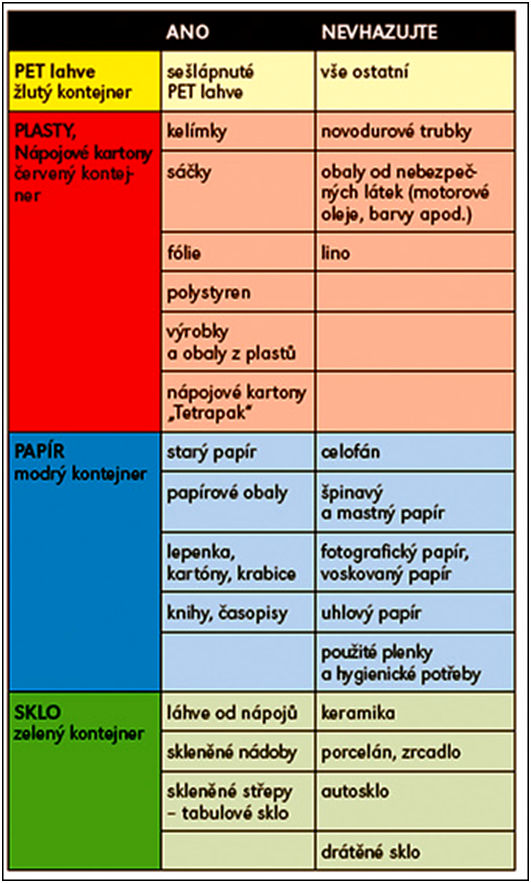 ANO NEVHAZUJTE
PET lahve
žlutý kontejner
sešlápnuté
PET lahve
vše ostatní
PLASTY,
Nápojové kartony
červený kontej-
ner
kelímky
novodurové trubky
sáčky
obaly od nebezpeč-
ných látek (motorové
oleje, barvy apod.)
fólie
lino
polystyren
výrobky
a obaly z plastů
nápojové kartony
„Tetrapak“
PAPÍR
modrý kontejner
starý papír
celofán
papírové obaly
špinavý
a mastný papír
lepenka,
kartóny, krabice
fotografický papír,
voskovaný papír
knihy, časopisy
uhlový papír
použité plenky
a hygienické potřeby
SKLO
zelený kontejner
láhve od nápojů
keramika
skleněné nádoby
porcelán, zrcadlo
skleněné střepy
– tabulové sklo
autosklo
drátěné sklo